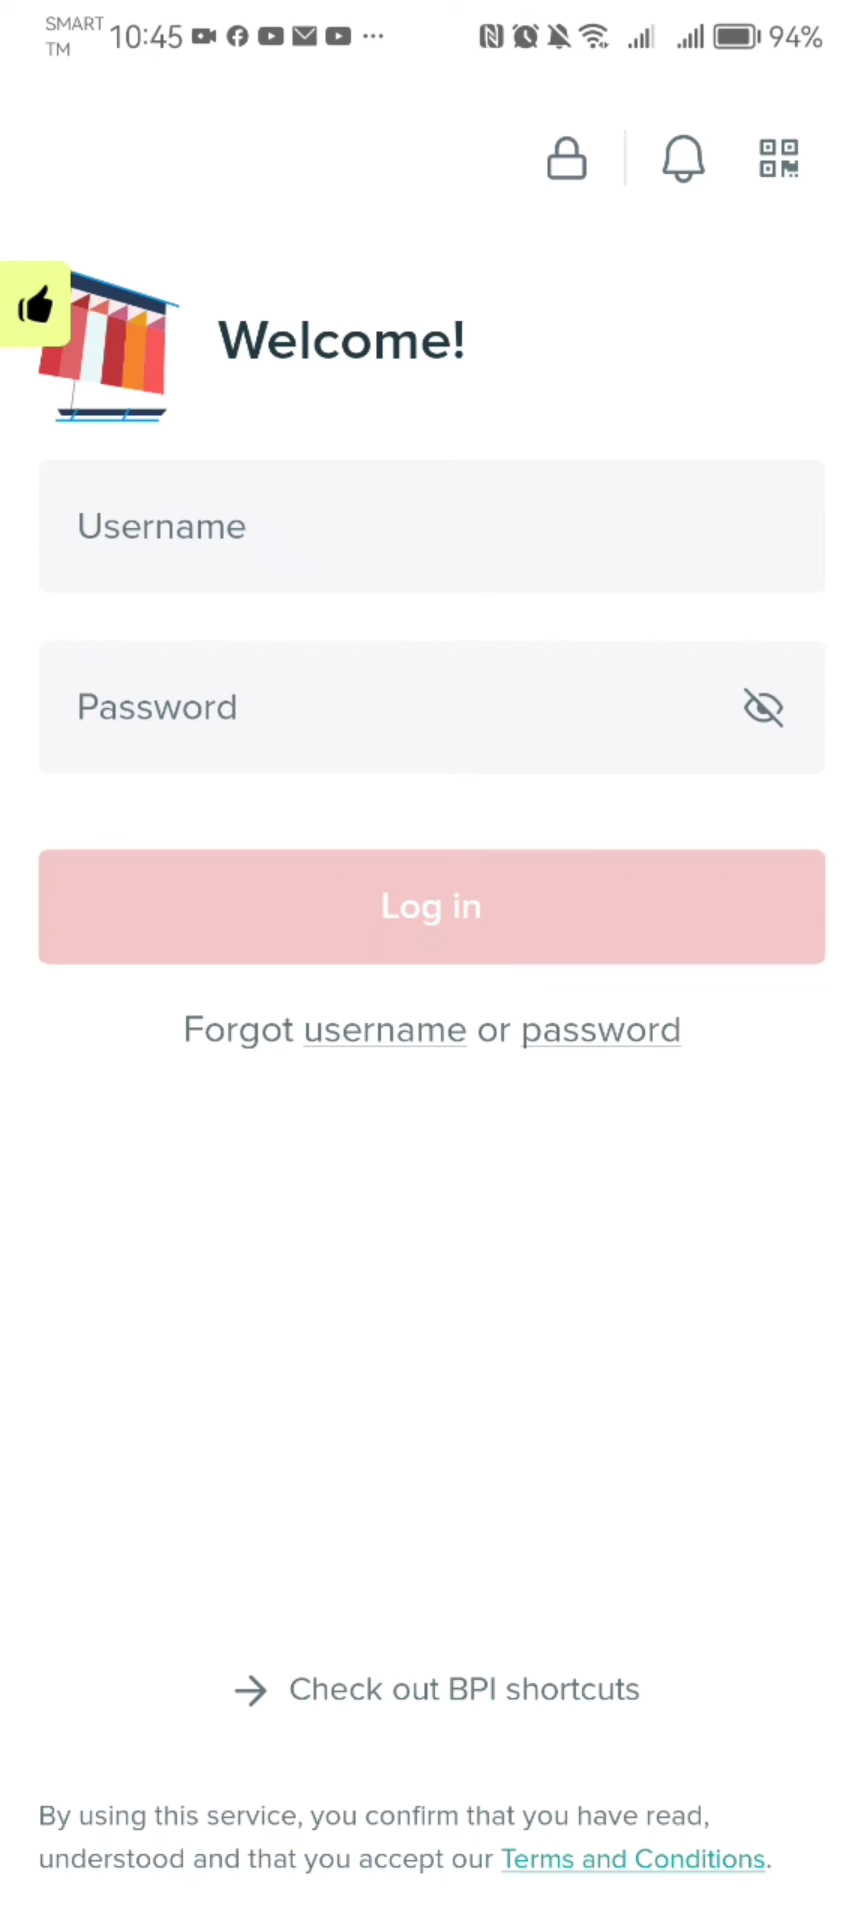 SMART
TM
10:45
94%
Welcome!
Username
Password
Log in
Forgot username or password
Check out BPI shortcuts
By using this service, you confirm that you have read,
understood and that you accept our Terms and Conditions.